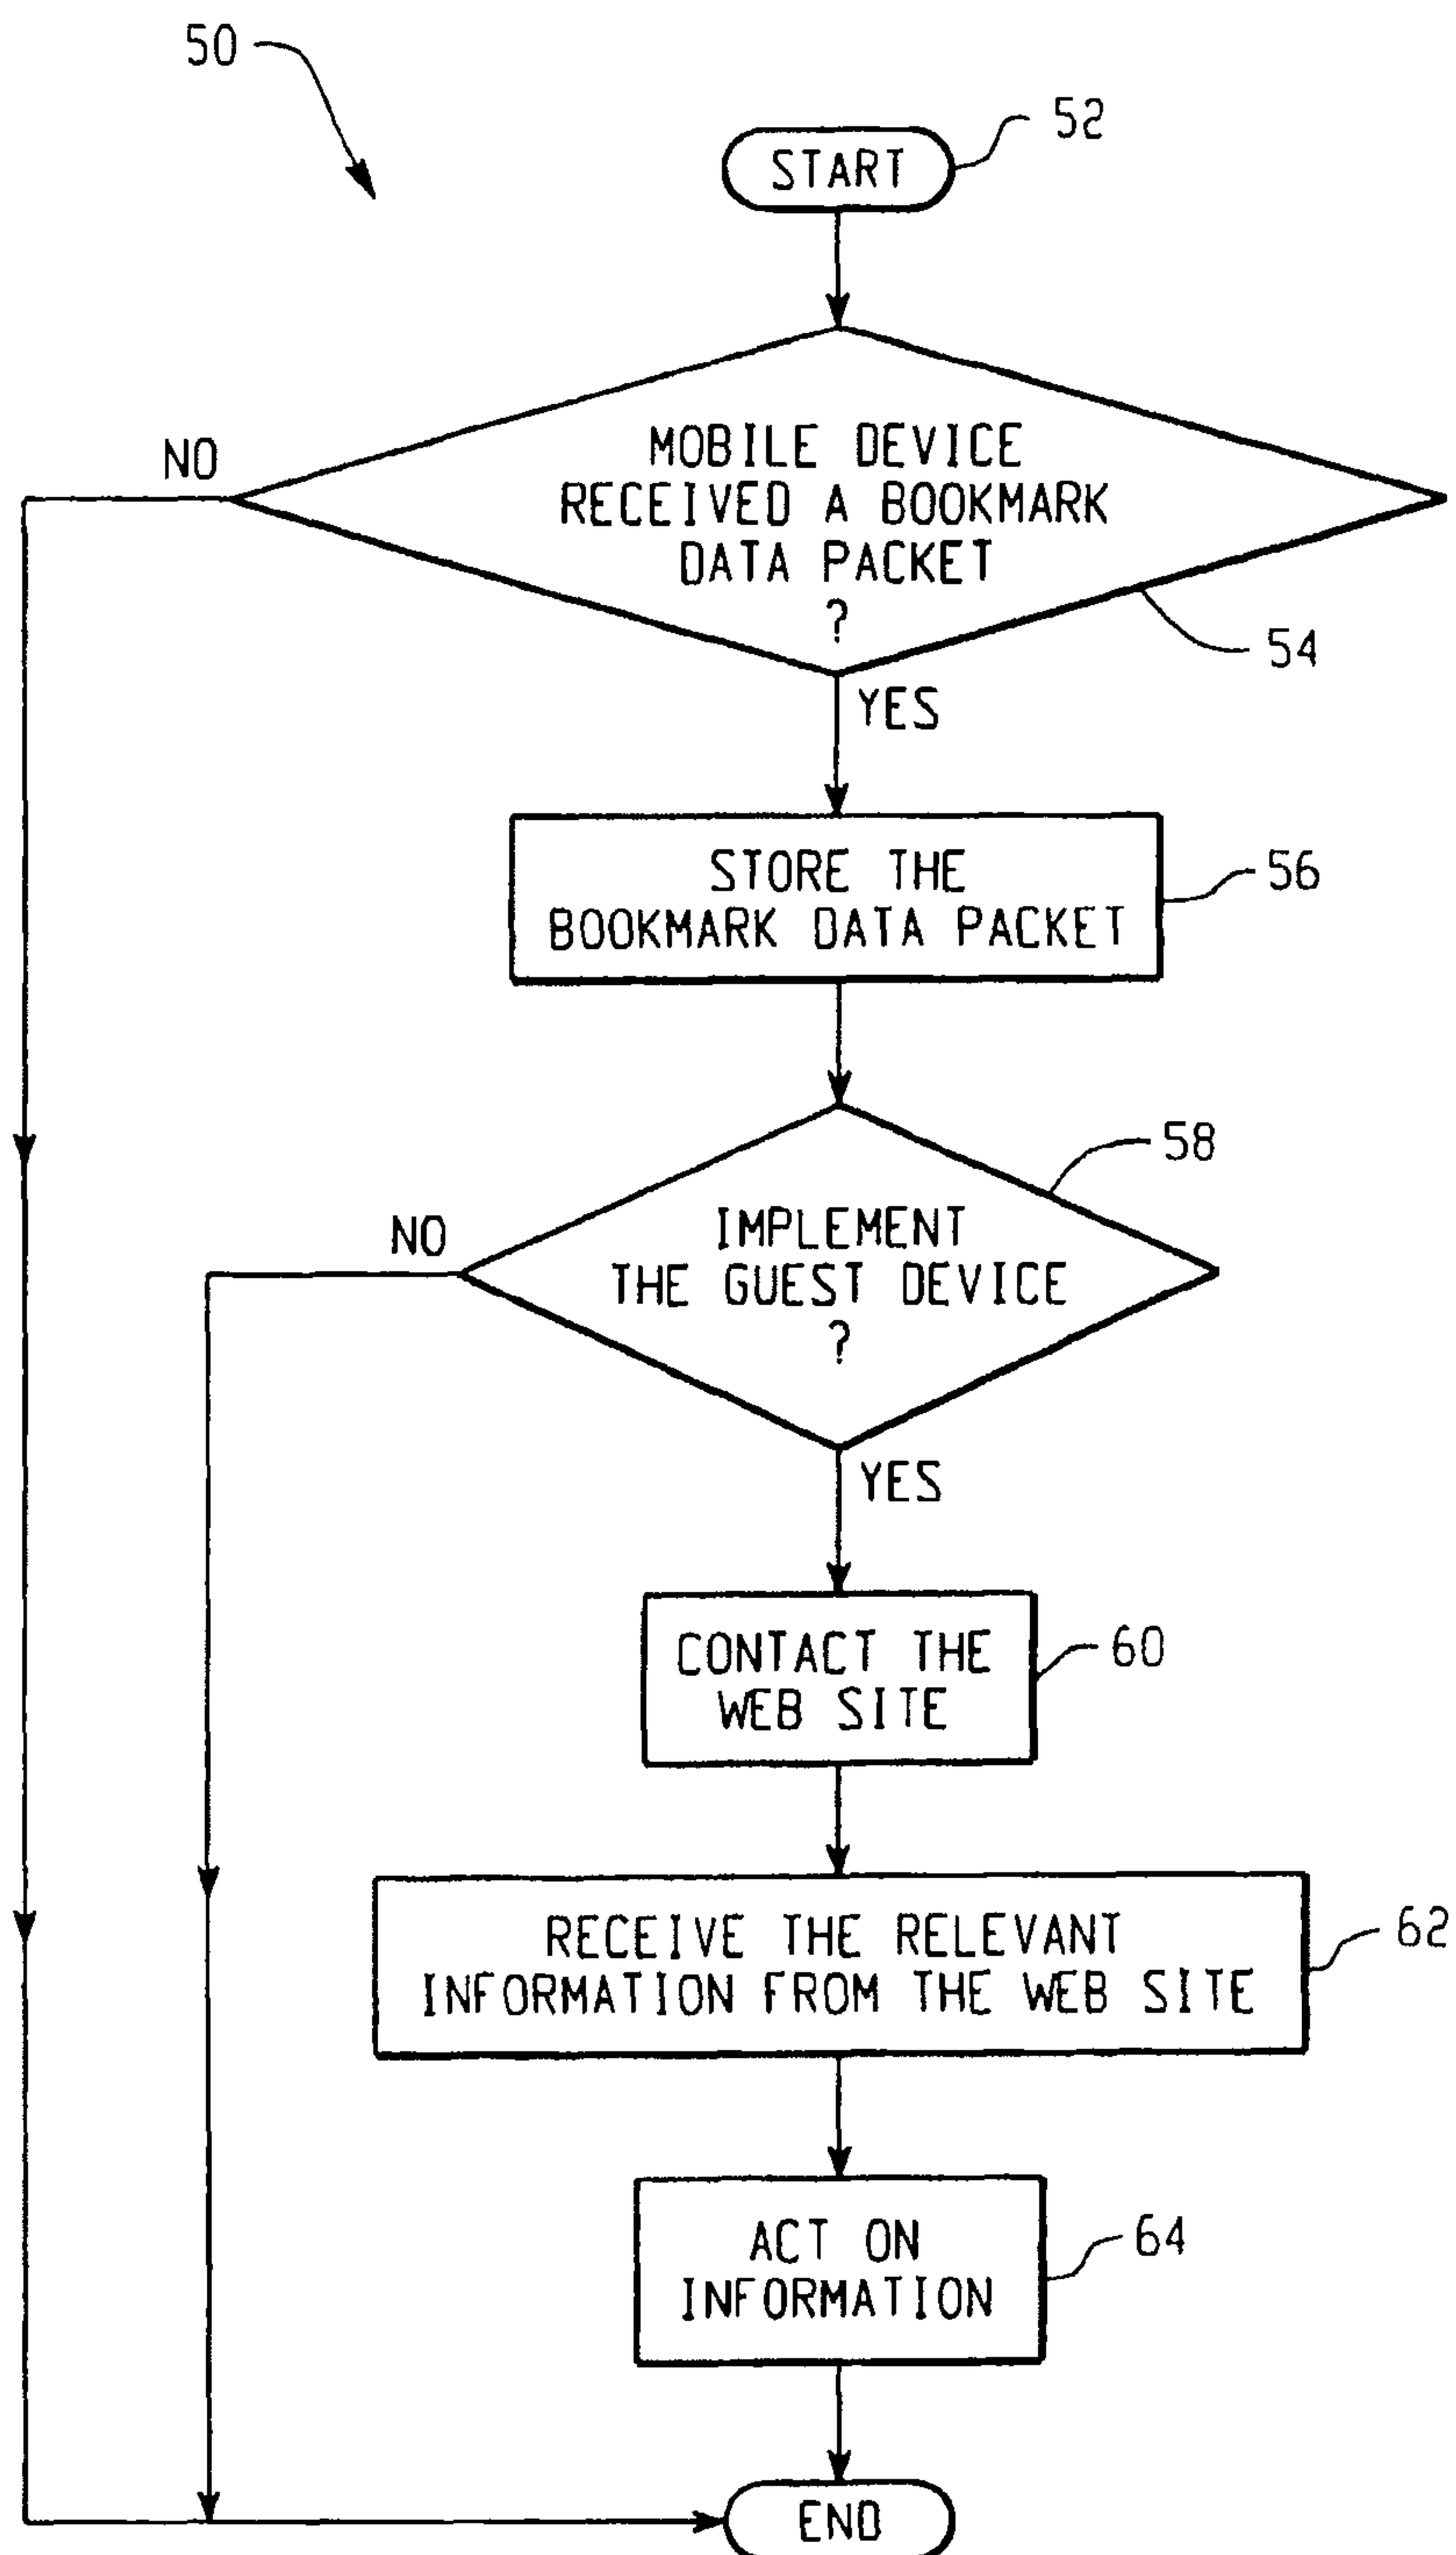 50
START
52
MOBILE DEVICE
RECEIVED A BOOKMARK
DATA PACKET
?
NO
54
YES
STORE THE
BOOKMARK DATA PACKET
56
58
IMPLEMENT
THE GUEST DEVICE
?
NO
YES
CONTACT THE
WEB SITE
60
RECEIVE THE RELEVANT
INFORMATION FROM THE WEB SITE
62
ACT ON
INFORMATION
64
END